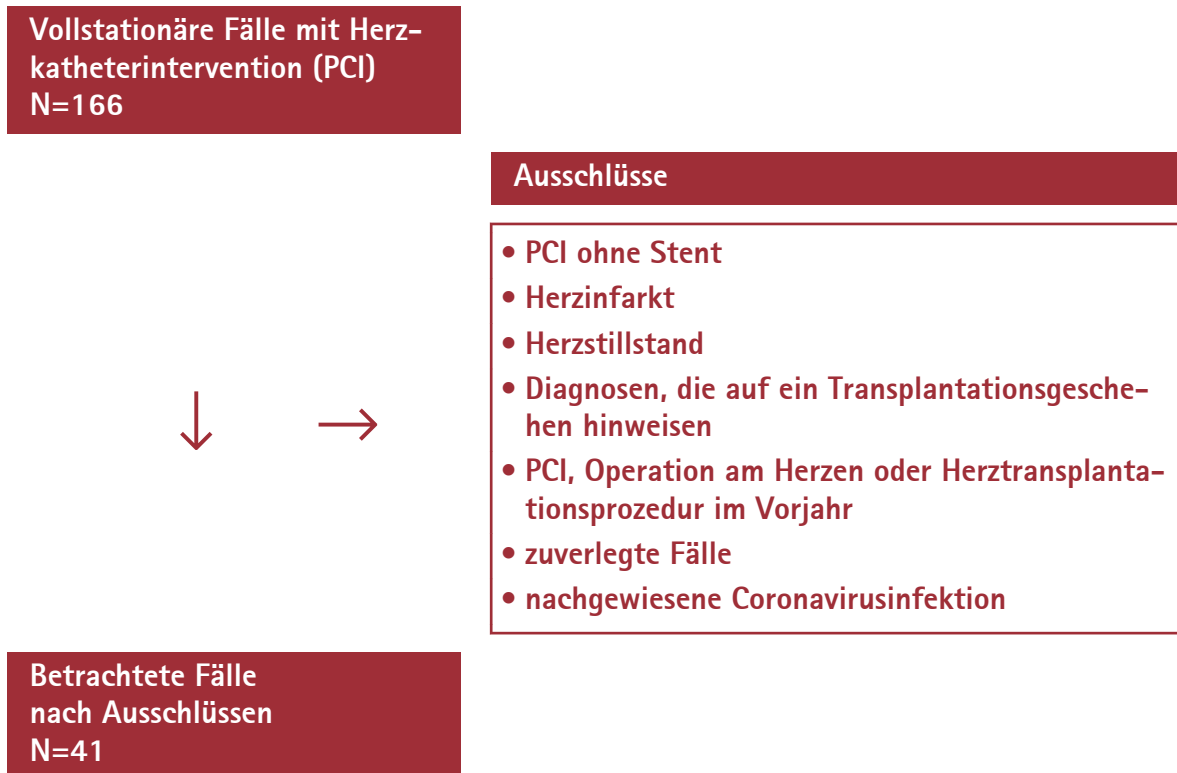 Vollstationäre Fälle mit Herz-
katheterintervention (PCI)
N=166
Ausschlüsse
• PCI ohne Stent
• Herzinfarkt
• Herzstillstand
• Diagnosen, die auf ein Transplantationsgesche-
hen hinweisen
• PCI, Operation am Herzen oder Herztransplanta-
tionsprozedur im Vorjahr
• zuverlegte Fälle
• nachgewiesene Coronavirusinfektion
Betrachtete Fälle
nach Ausschlüssen
N=41